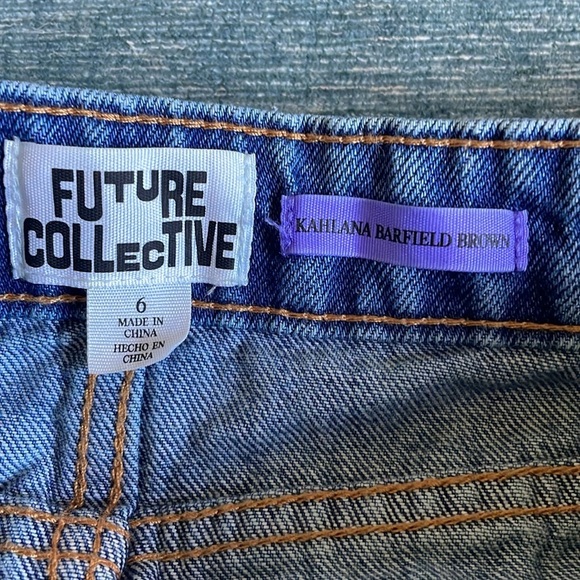 FUTURE
COLLECTIVE
KAHLANA BARFIELD BROWN
6
MADE IN
CHINA
HECHO EN
CHINA